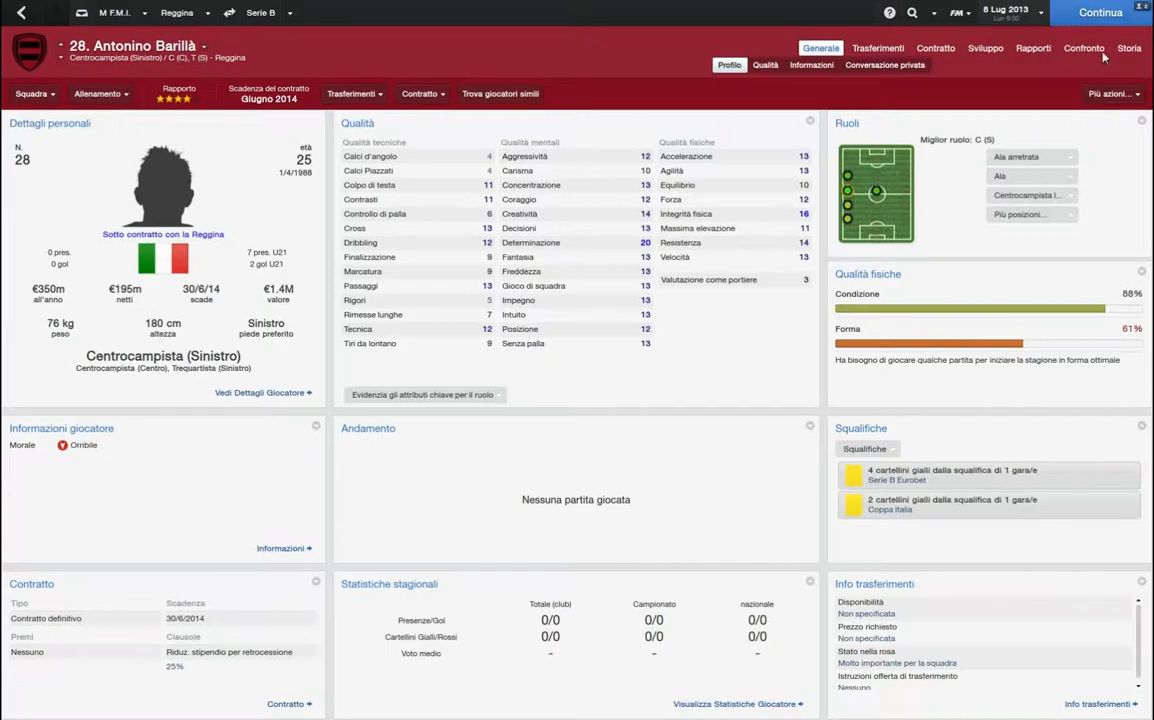 M F.M.I.
Reggina
Serie B
FM
8 Lug 2013
Lun 9:00
Continua
2
28. Antonino Barillà
Centrocampista (Sinistro) / C (C), T (S) - Reggina
Generale
Trasferimenti
Contratto
Sviluppo
Rapporti
Confronto
Storia
Profilo
Qualità
Informazioni
Conversazione privata
Squadra
Allenamento
Rapporto
Scadenza del contratto
Giugno 2014
Trasferimenti
Contratto
Trova giocatori simili
Più azioni...
Dettagli personali
N.
28
età
25
1/4/1988
Sotto contratto con la Reggina
0 pres.
0 gol
7 pres. U21
2 gol U21
€350m
all'anno
€195m
netti
30/6/14
scade
€1.4M
valore
76 kg
peso
180 cm
altezza
Sinistro
piede preferito
Centrocampista (Sinistro)
Centrocampista (Centro), Trequartista (Sinistro)
Vedi Dettagli Giocatore
Qualità
Qualità tecniche
Calci d'angolo 4
Calci Piazzati 4
Colpo di testa 11
Contrasti 11
Controllo di palla 6
Cross 13
Dribbling 12
Finalizzazione 9
Marcatura 9
Passaggi 13
Rigori 5
Rimesse lunghe 7
Tecnica 12
Tiri da lontano 9
Qualità mentali
Aggressività 12
Carisma 10
Concentrazione 13
Coraggio 12
Creatività 14
Decisioni 13
Determinazione 20
Fantasia 13
Freddezza 13
Gioco di squadra 13
Impegno 13
Intuito 13
Posizione 12
Senza palla 13
Qualità fisiche
Accelerazione 13
Agilità 13
Equilibrio 10
Forza 12
Integrità fisica 16
Massima elevazione 11
Resistenza 14
Velocità 13
Valutazione come portiere 3
Evidenzia gli attributi chiave per il ruolo
Ruoli
Miglior ruolo: C (S)
Ala arretrata
Ala
Centrocampista l...
Più posizioni...
Qualità fisiche
Condizione 88%
Forma 61%
Ha bisogno di giocare qualche partita per iniziare la stagione in forma ottimale
Informazioni giocatore
Morale Orribile
Informazioni
Andamento
Nessuna partita giocata
Squalifiche
Squalifiche
4 cartellini gialli dalla squalifica di 1 gara/e
Serie B Eurobet
2 cartellini gialli dalla squalifica di 1 gara/e
Coppa Italia
Contratto
Tipo
Contratto definitivo
Scadenza
30/6/2014
Premi
Nessuno
Clausole
Riduz. stipendio per retrocessione
25%
Contratto
Statistiche stagionali
Totale (club) Campionato nazionale
Presenze/Gol 0/0 0/0 0/0
Cartellini Gialli/Rossi 0/0 0/0 0/0
Voto medio - - -
Visualizza Statistiche Giocatore
Info trasferimenti
Disponibilità
Non specificata
Prezzo richiesto
Non specificata
Stato nella rosa
Molto importante per la squadra
Istruzioni offerta di trasferimento
Nessuno
Info trasferimenti